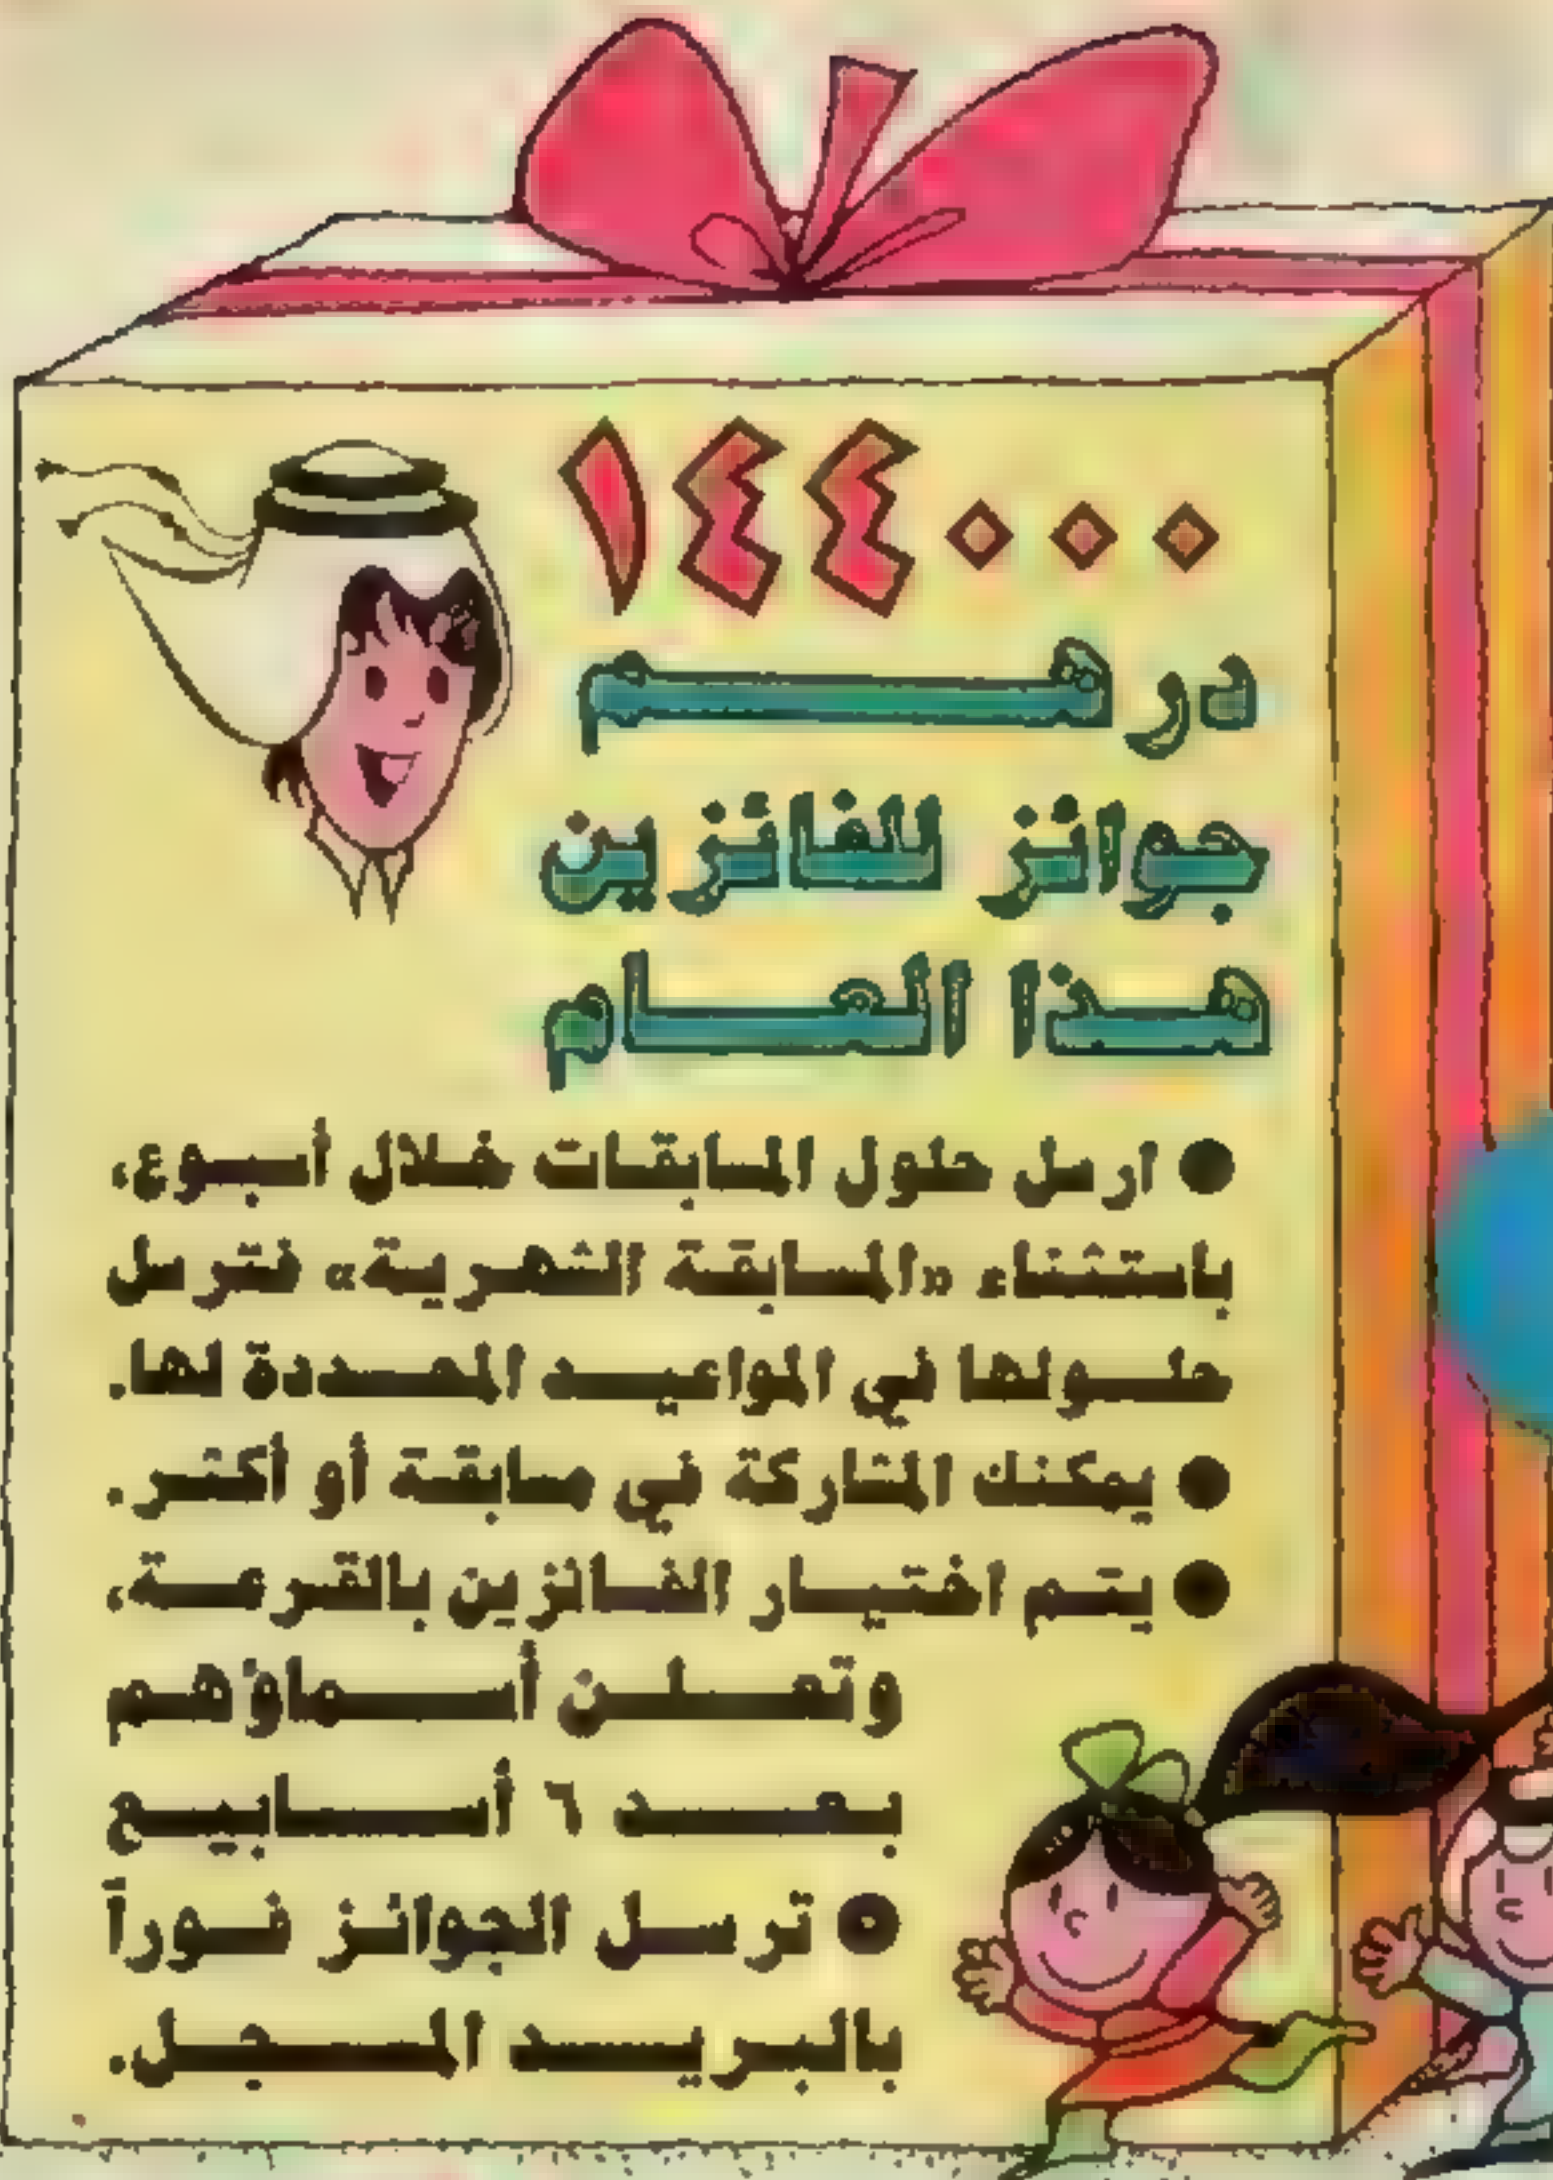 ١٤٤٠٠٠
درهم
جوائز للفائزين
هذا العام
● ارسل حلول المسابقات خلال أسبوع،
باستثناء «المسابقة الشهرية» فترسل
حلولها في المواعيد المحددة لها.
● يمكنك المشاركة في مسابقة أو أكثر.
● يتم اختيار الفائزين بالقرعة،
وتعلن أسماؤهم
بعد ٦ أسابيع
● ترسل الجوائز فوراً
بالبريد المسجل.